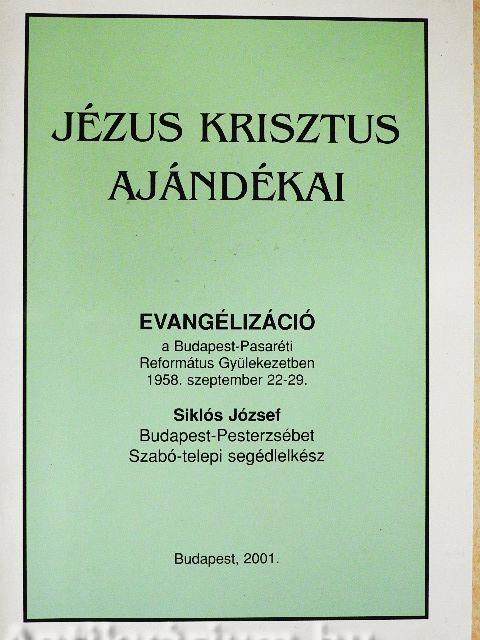 JÉZUS KRISZTUS
AJÁNDÉKAI
EVANGÉLIZÁCIÓ
a Budapest-Pasaréti
Református Gyülekezetben
1958. szeptember 22-29.
Siklós József
Budapest-Pesterzsébet
Szabó-telepi segédlelkész
Budapest, 2001.